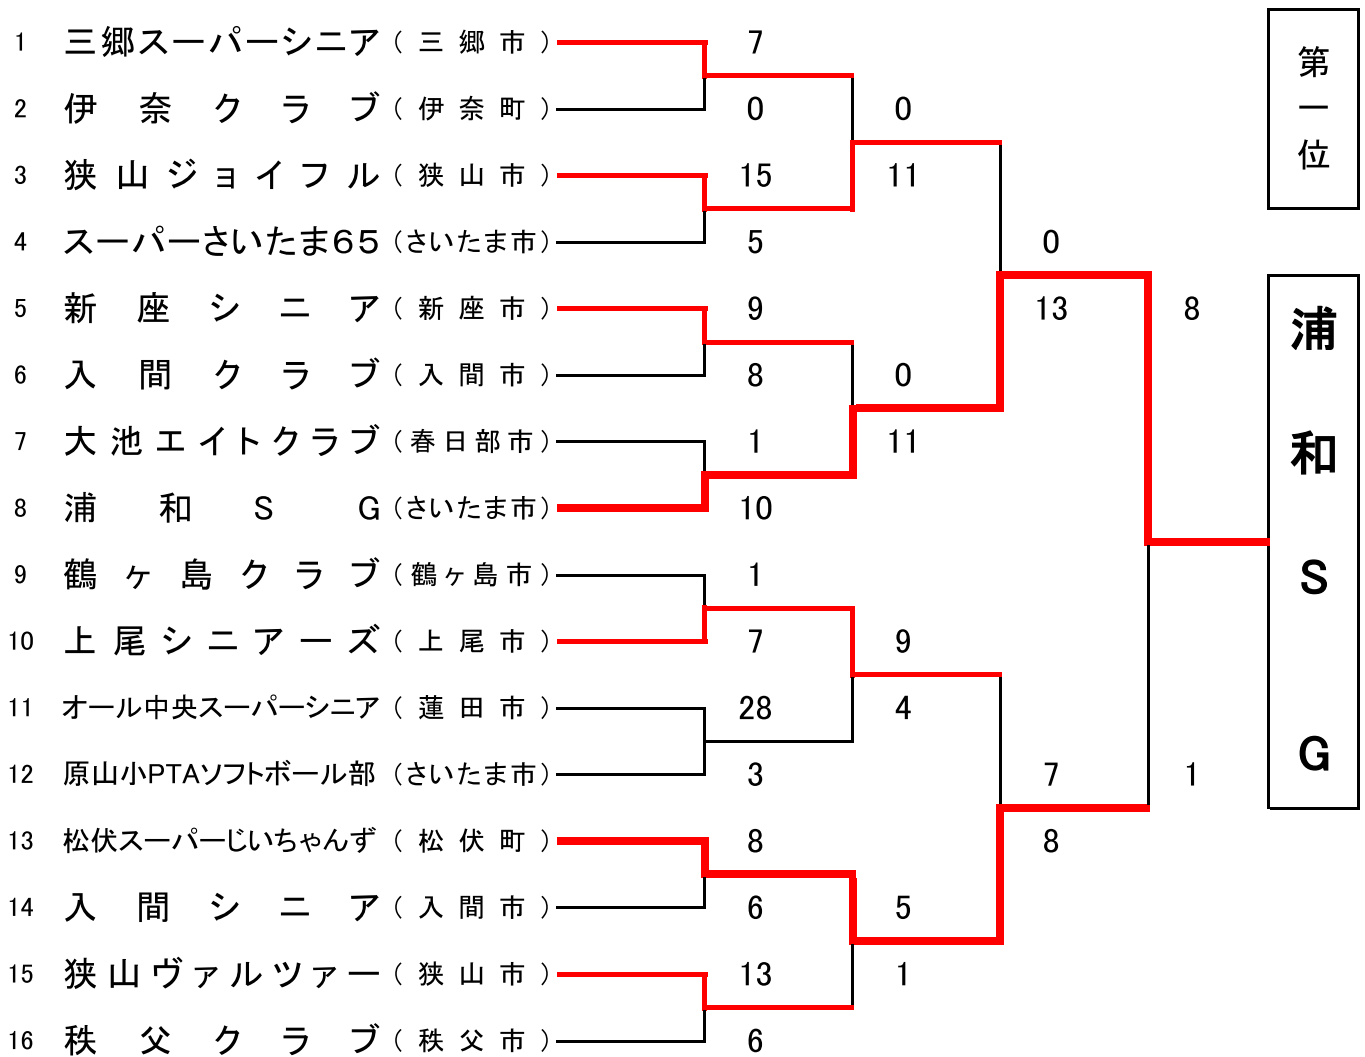 1 三郷スーパーシニア ( 三郷市 ) 7
2 伊奈クラブ ( 伊奈町 ) 0 0
3 狭山ジョイフル ( 狭山市 ) 15 11
4 スーパーさいたま65 (さいたま市) 5 0
5 新座シニア ( 新座市 ) 9 13 8
6 入間クラブ ( 入間市 ) 8 0
7 大池エイトクラブ ( 春日部市 ) 1 11
8 浦和SG (さいたま市) 10
9 鶴ヶ島クラブ ( 鶴ヶ島市 ) 1
10 上尾シニアーズ ( 上尾市 ) 7 9
11 オール中央スーパーシニア ( 蓮田市 ) 28 4
12 原山小PTAソフトボール部 (さいたま市) 3 7 1
13 松伏スーパーじいちゃんず ( 松伏町 ) 8 8
14 入間シニア ( 入間市 ) 6 5
15 狭山ヴァルツァー ( 狭山市 ) 13 1
16 秩父クラブ ( 秩父市 ) 6
第一位
浦和SG